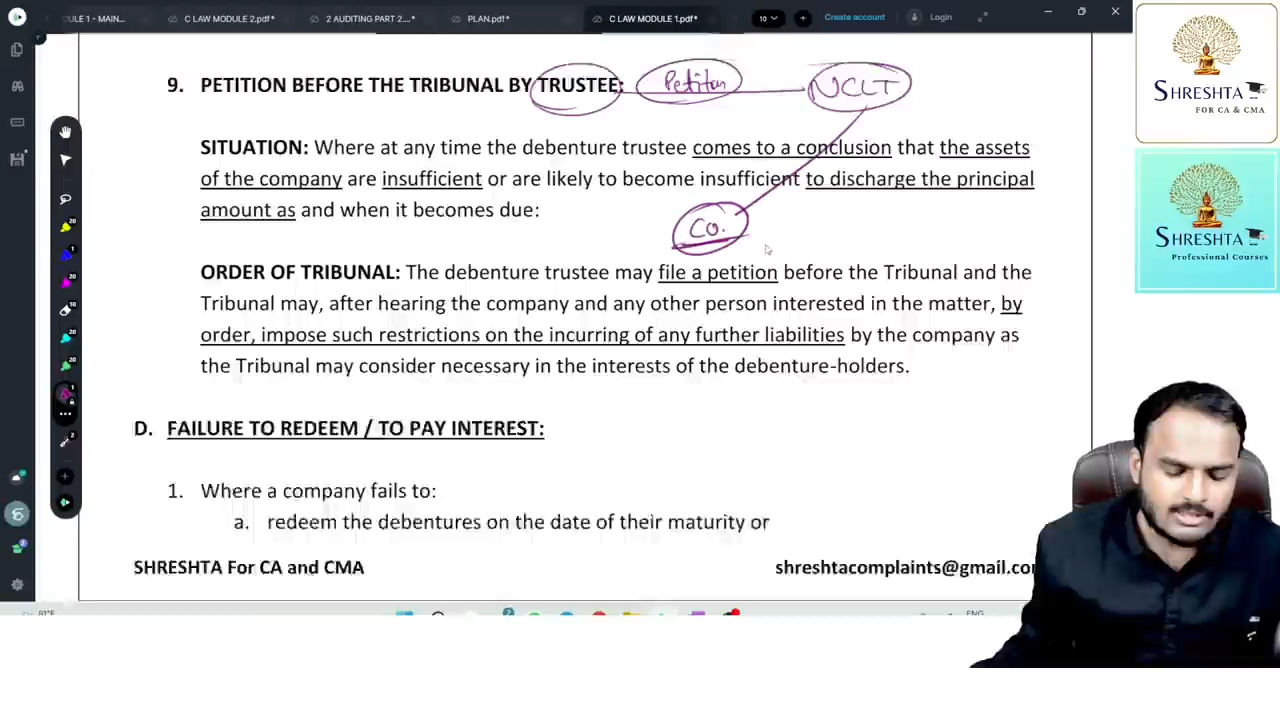 C LAW MODULE 2.pdf*
2 AUDITING PART 2....*
PLAN.pdf*
C LAW MODULE 1.pdf*
10
Create account
Login
SHRESHTA
FOR CA & CMA
SHRESHTA
Professional Courses
9. PETITION BEFORE THE TRIBUNAL BY TRUSTEE:
Petition
NCLT
SITUATION: Where at any time the debenture trustee comes to a conclusion that the assets
of the company are insufficient or are likely to become insufficient to discharge the principal
amount as and when it becomes due:
Co.
ORDER OF TRIBUNAL: The debenture trustee may file a petition before the Tribunal and the
Tribunal may, after hearing the company and any other person interested in the matter, by
order, impose such restrictions on the incurring of any further liabilities by the company as
the Tribunal may consider necessary in the interests of the debenture-holders.
D. FAILURE TO REDEEM / TO PAY INTEREST:
1. Where a company fails to:
a. redeem the debentures on the date of their maturity or
SHRESHTA For CA and CMA
shreshtacomplaints@gmail.co
ENG